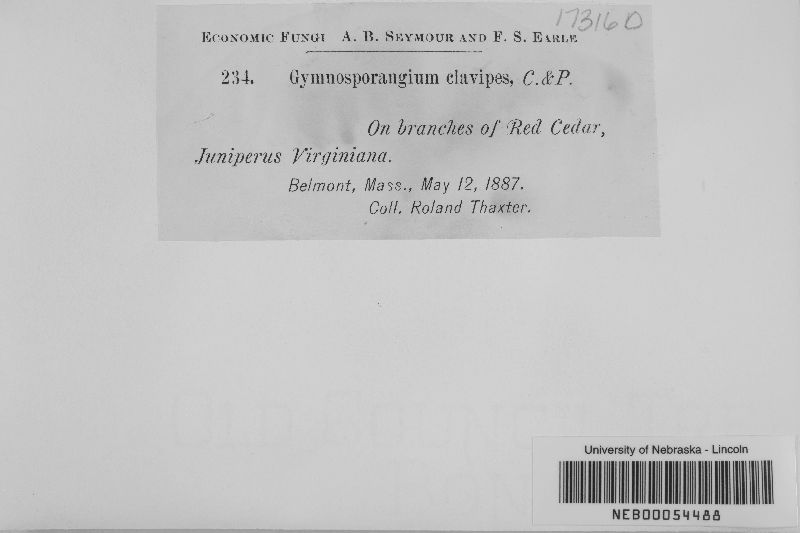 17316D
Economic Fungi A. B. Seymour and F. S. Earle
234. Gymnosporangium clavipes, C.&P.
On branches of Red Cedar,
Juniperus Virginiana.
Belmont, Mass., May 12, 1887.
Coll. Roland Thaxter.
University of Nebraska - Lincoln
NEB00054488